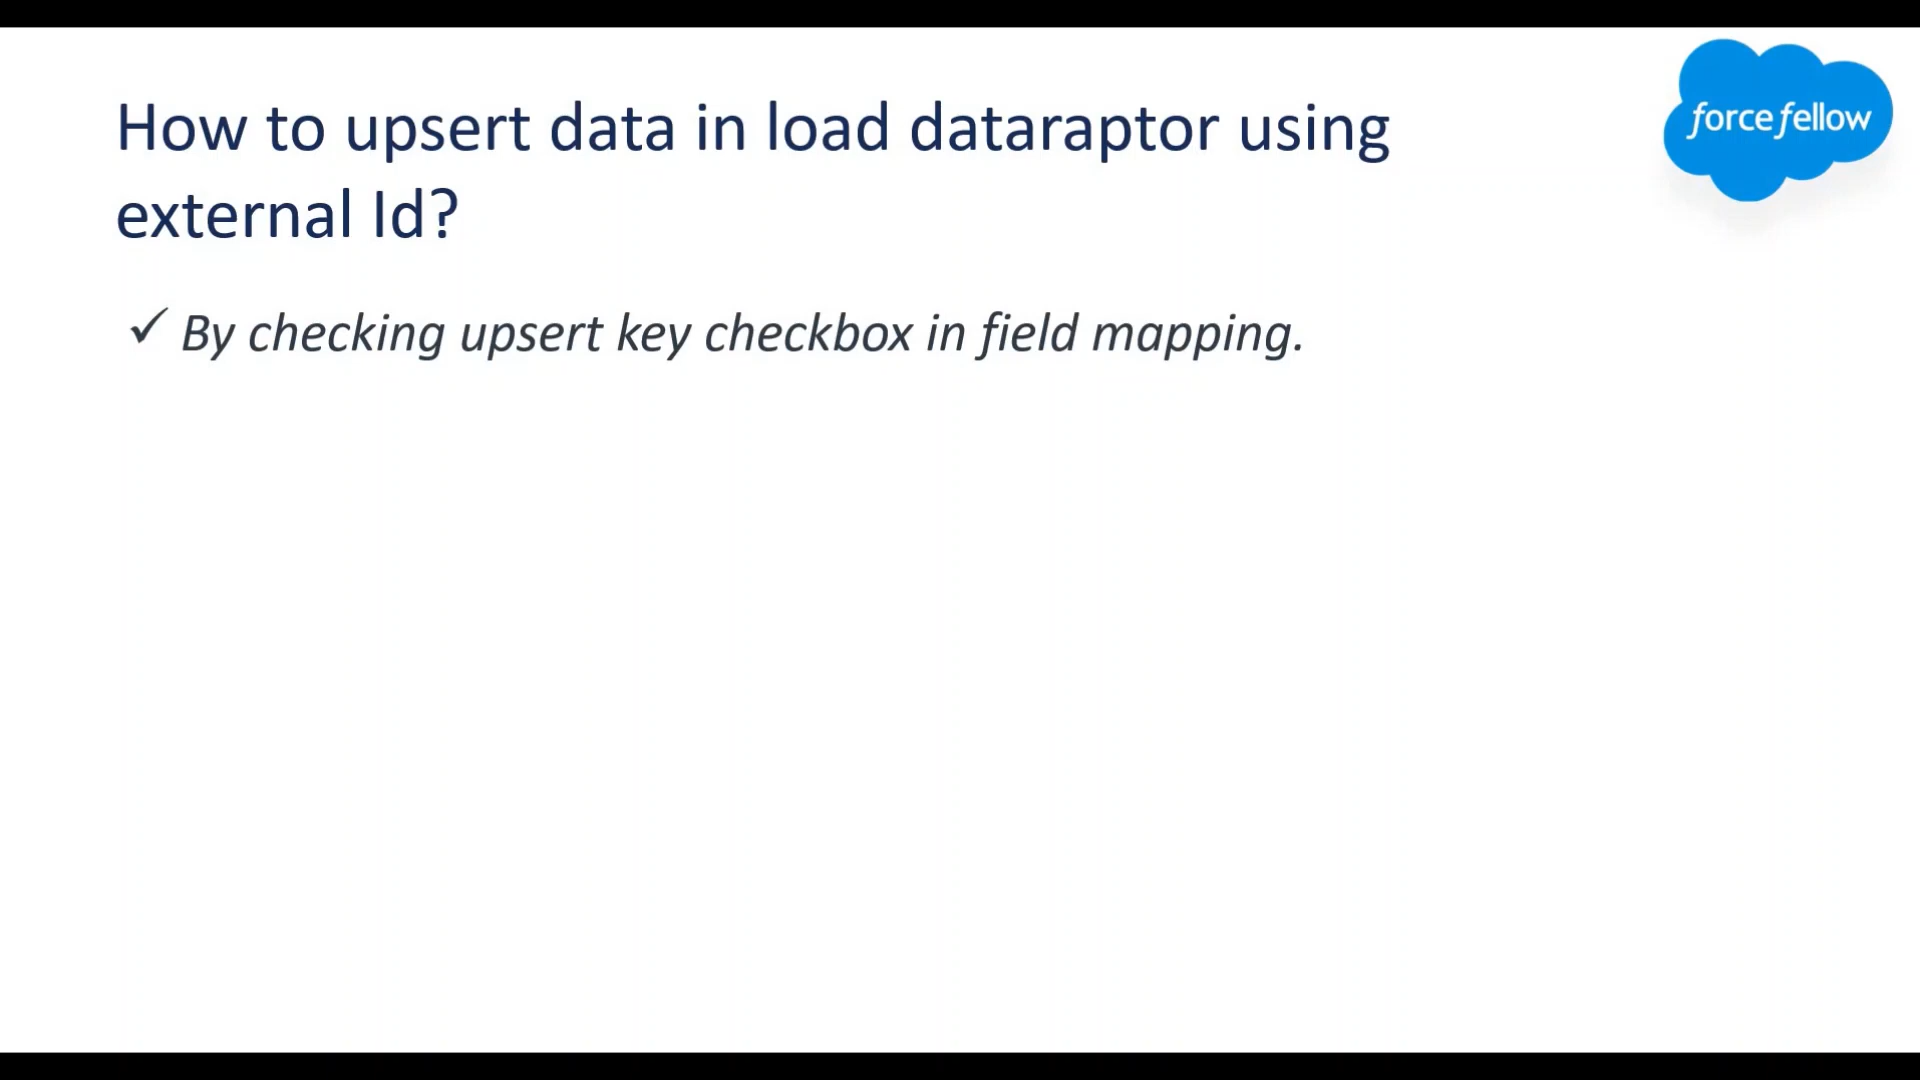 How to upsert data in load dataraptor using
external Id?
force fellow
✓ By checking upsert key checkbox in field mapping.